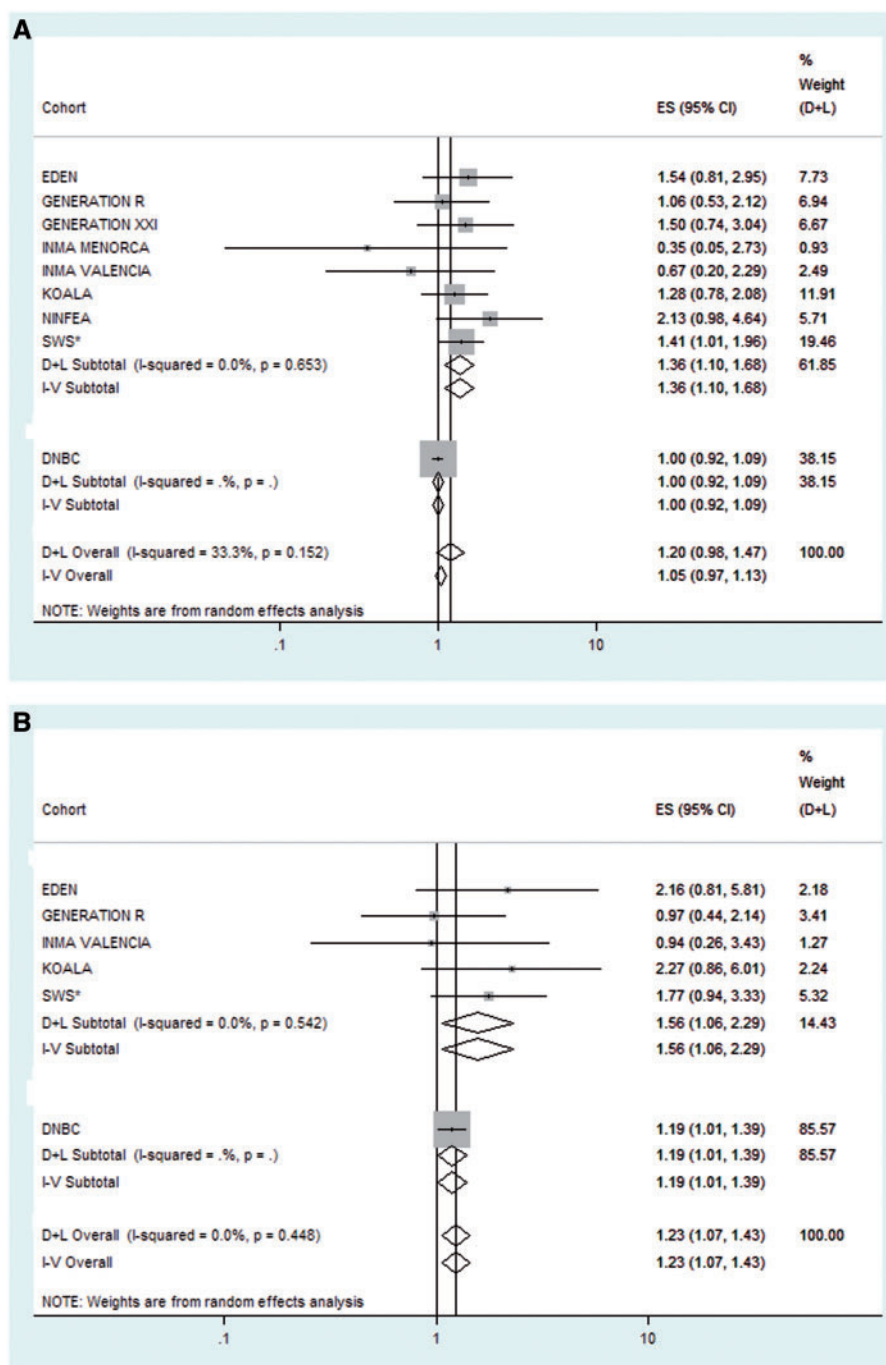 A
%
Weight
Cohort ES (95% CI) (D+L)
EDEN 1.54 (0.81, 2.95) 7.73
GENERATION R 1.06 (0.53, 2.12) 6.94
GENERATION XXI 1.50 (0.74, 3.04) 6.67
INMA MENORCA 0.35 (0.05, 2.73) 0.93
INMA VALENCIA 0.67 (0.20, 2.29) 2.49
KOALA 1.28 (0.78, 2.08) 11.91
NINFEA 2.13 (0.98, 4.64) 5.71
SWS* 1.41 (1.01, 1.96) 19.46
D+L Subtotal (I-squared = 0.0%, p = 0.653) 1.36 (1.10, 1.68) 61.85
I-V Subtotal 1.36 (1.10, 1.68)
DNBC 1.00 (0.92, 1.09) 38.15
D+L Subtotal (I-squared = .%, p = .) 1.00 (0.92, 1.09) 38.15
I-V Subtotal 1.00 (0.92, 1.09)
D+L Overall (I-squared = 33.3%, p = 0.152) 1.20 (0.98, 1.47) 100.00
I-V Overall 1.05 (0.97, 1.13)
NOTE: Weights are from random effects analysis
.1 1 10
B
%
Weight
Cohort ES (95% CI) (D+L)
EDEN 2.16 (0.81, 5.81) 2.18
GENERATION R 0.97 (0.44, 2.14) 3.41
INMA VALENCIA 0.94 (0.26, 3.43) 1.27
KOALA 2.27 (0.86, 6.01) 2.24
SWS* 1.77 (0.94, 3.33) 5.32
D+L Subtotal (I-squared = 0.0%, p = 0.542) 1.56 (1.06, 2.29) 14.43
I-V Subtotal 1.56 (1.06, 2.29)
DNBC 1.19 (1.01, 1.39) 85.57
D+L Subtotal (I-squared = .%, p = .) 1.19 (1.01, 1.39) 85.57
I-V Subtotal 1.19 (1.01, 1.39)
D+L Overall (I-squared = 0.0%, p = 0.448) 1.23 (1.07, 1.43) 100.00
I-V Overall 1.23 (1.07, 1.43)
NOTE: Weights are from random effects analysis
.1 1 10